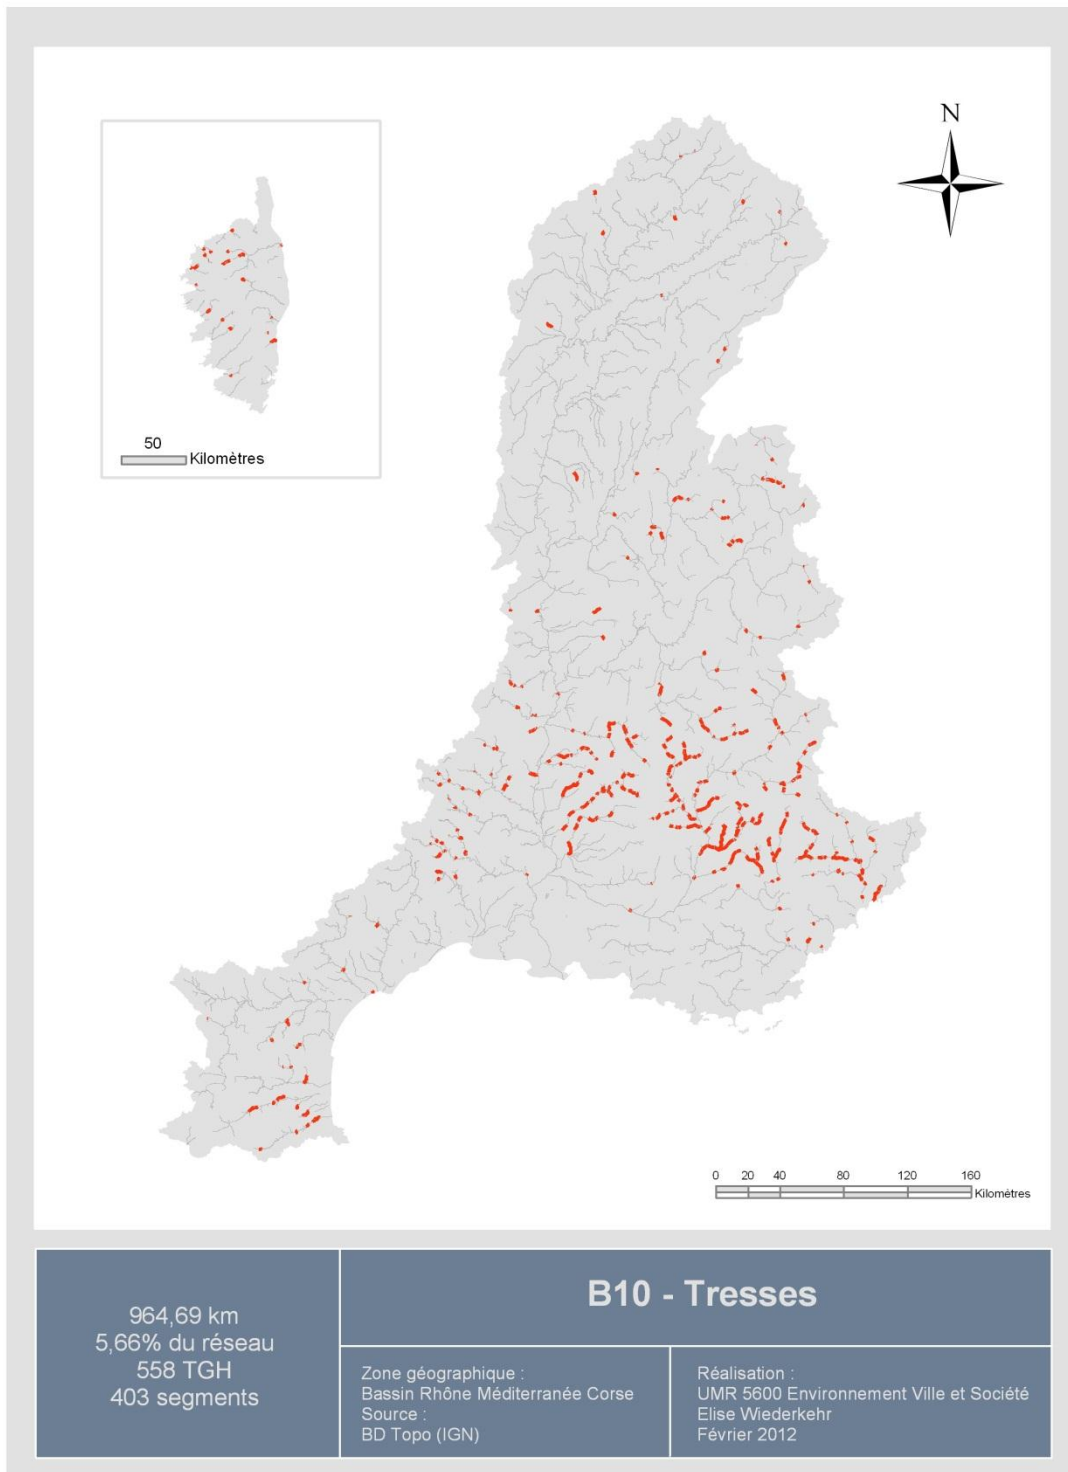 N
50
Kilomètres
0 20 40 80 120 160
Kilomètres
964,69 km
5,66% du réseau
558 TGH
403 segments
B10 - Tresses
Zone géographique :
Bassin Rhône Méditerranée Corse
Source :
BD Topo (IGN)
Réalisation :
UMR 5600 Environnement Ville et Société
Elise Wiederkehr
Février 2012